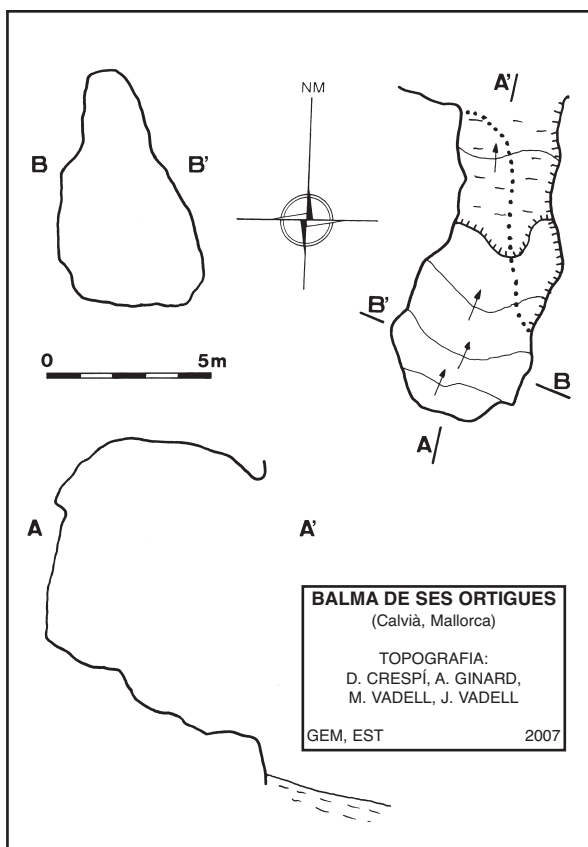 B B'
NM
A'
B'
B
A
0 5m
A A'
BALMA DE SES ORTIGUES
(Calvià, Mallorca)
TOPOGRAFIA:
D. CRESPÍ, A. GINARD,
M. VADELL, J. VADELL
GEM, EST 2007